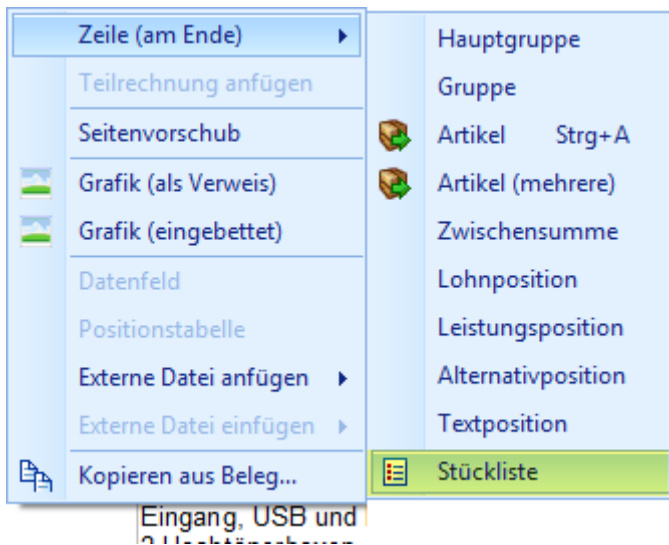 Zeile (am Ende)
Teilrechnung anfügen
Seitenvorschub
Grafik (als Verweis)
Grafik (eingebettet)
Datenfeld
Positionstabelle
Externe Datei anfügen
Externe Datei einfügen
Kopieren aus Beleg...
Hauptgruppe
Gruppe
Artikel Strg+A
Artikel (mehrere)
Zwischensumme
Lohnposition
Leistungsposition
Alternativposition
Textposition
Stückliste
Eingang, USB und